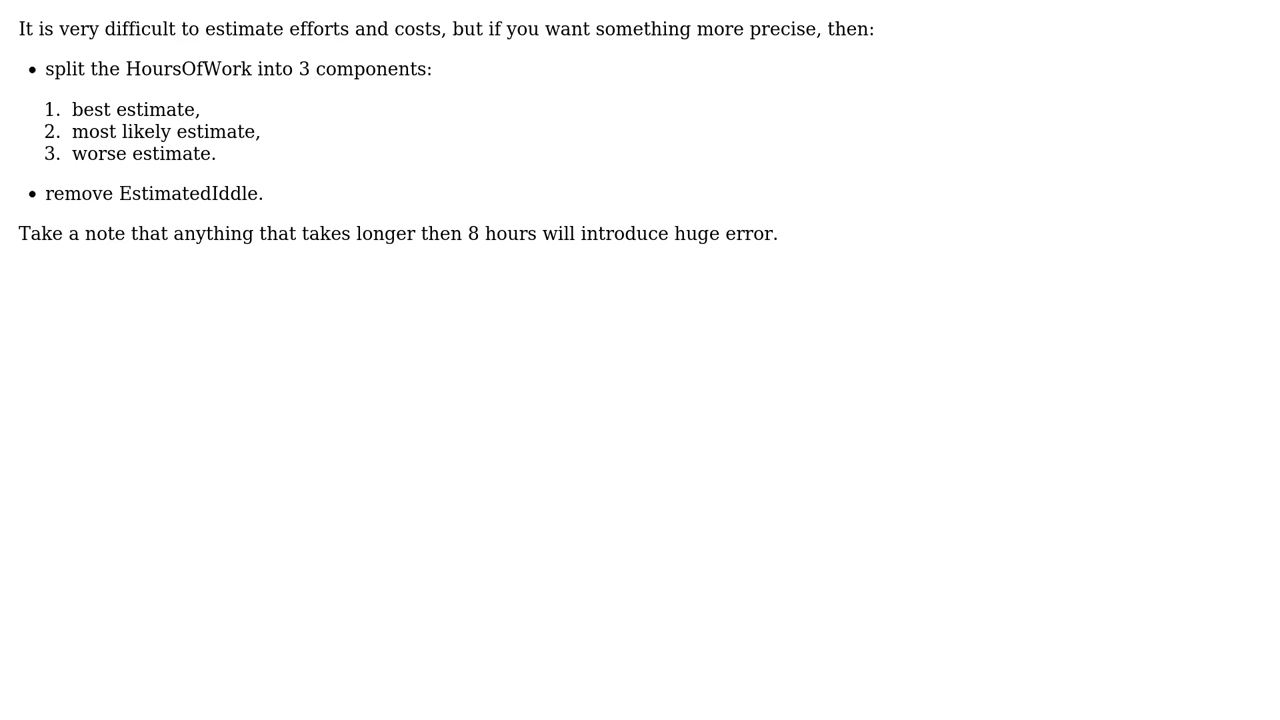 It is very difficult to estimate efforts and costs, but if you want something more precise, then:
• split the HoursOfWork into 3 components:
1. best estimate,
2. most likely estimate,
3. worse estimate.
• remove EstimatedIddle.
Take a note that anything that takes longer then 8 hours will introduce huge error.